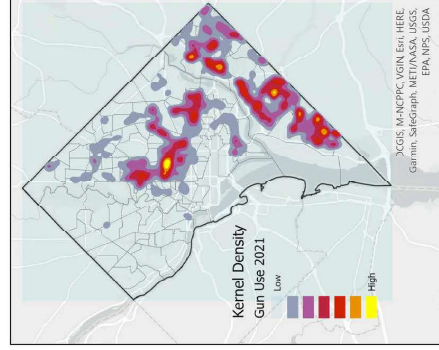 Kernel Density
Gun Use 2021
Low
High
DCGIS, M-NCPPC, VGIN, Esri, HERE,
Garmin, SafeGraph, METI/NASA, USGS,
EPA, NPS, USDA